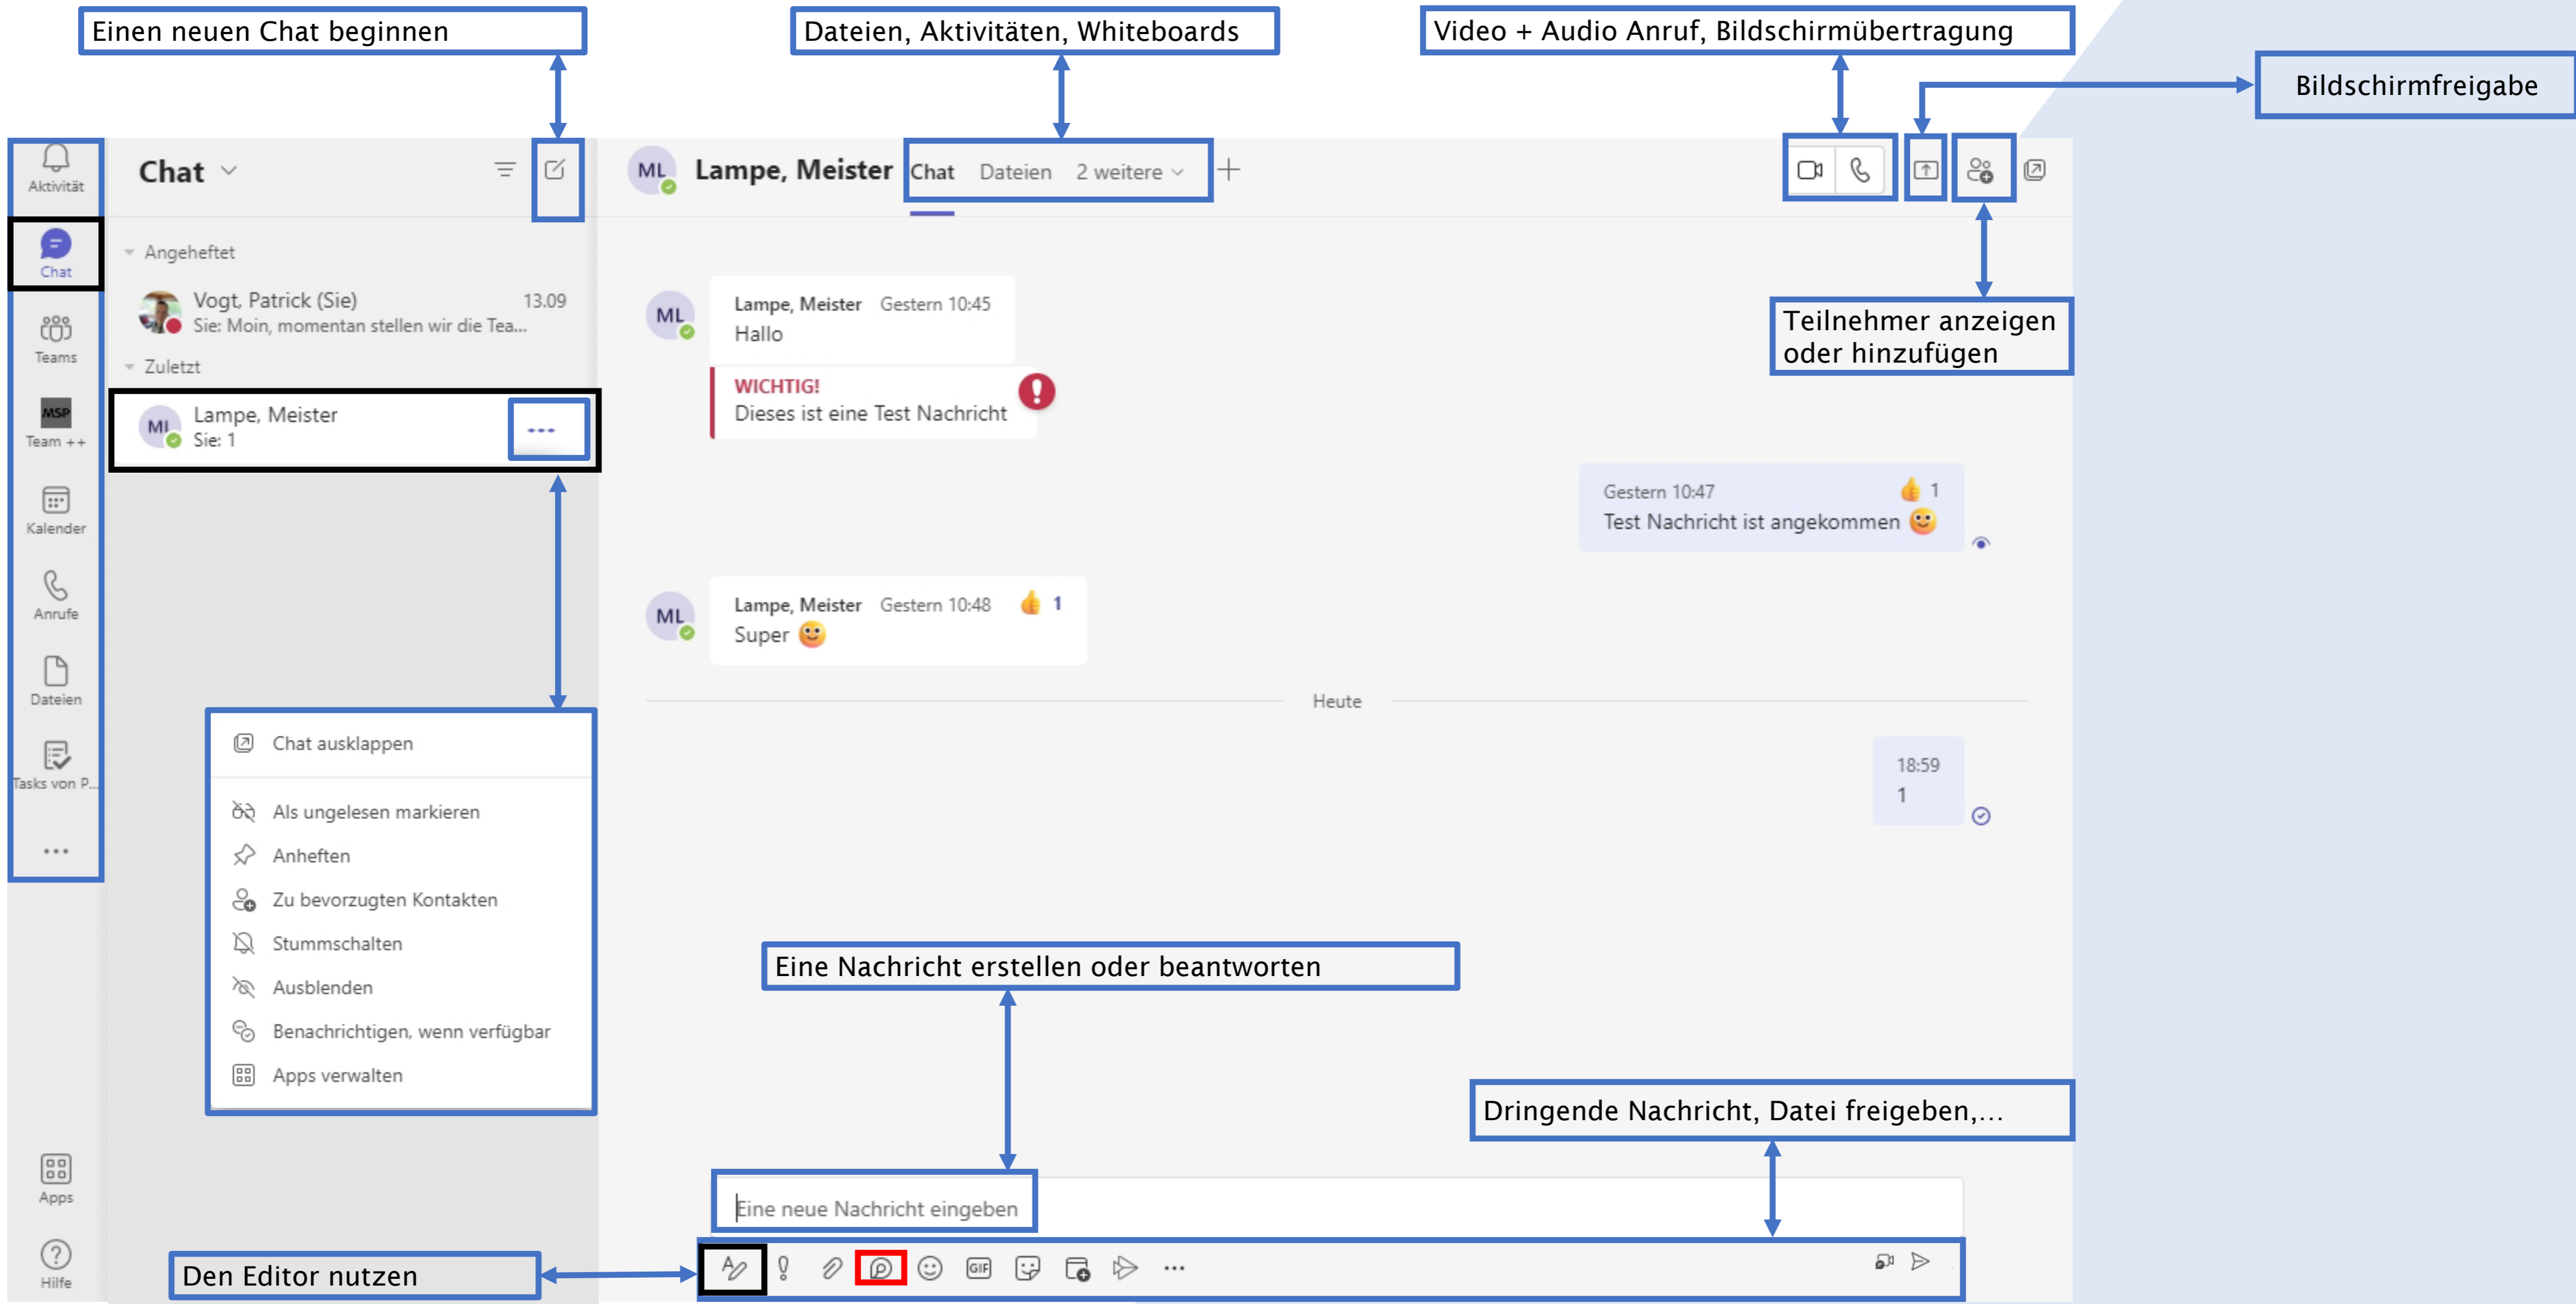 Einen neuen Chat beginnen
Dateien, Aktivitäten, Whiteboards
Video + Audio Anruf, Bildschirmübertragung
Bildschirmfreigabe
Aktivität
Chat
Teams
MSP
Team ++
Kalender
Anrufe
Dateien
Tasks von P...
Apps
Hilfe
Chat
Angeheftet
Vogt, Patrick (Sie) 13.09
Sie: Moin, momentan stellen wir die Tea...
Zuletzt
ML Lampe, Meister
Sie: 1
...
Chat ausklappen
Als ungelesen markieren
Anheften
Zu bevorzugten Kontakten
Stummschalten
Ausblenden
Benachrichtigen, wenn verfügbar
Apps verwalten
ML Lampe, Meister Chat Dateien 2 weitere
Teilnehmer anzeigen
oder hinzufügen
ML Lampe, Meister Gestern 10:45
Hallo
WICHTIG!
Dieses ist eine Test Nachricht
Gestern 10:47 1
Test Nachricht ist angekommen
ML Lampe, Meister Gestern 10:48 1
Super
Heute
18:59
1
Eine Nachricht erstellen oder beantworten
Dringende Nachricht, Datei freigeben,...
Eine neue Nachricht eingeben
Den Editor nutzen
GIF